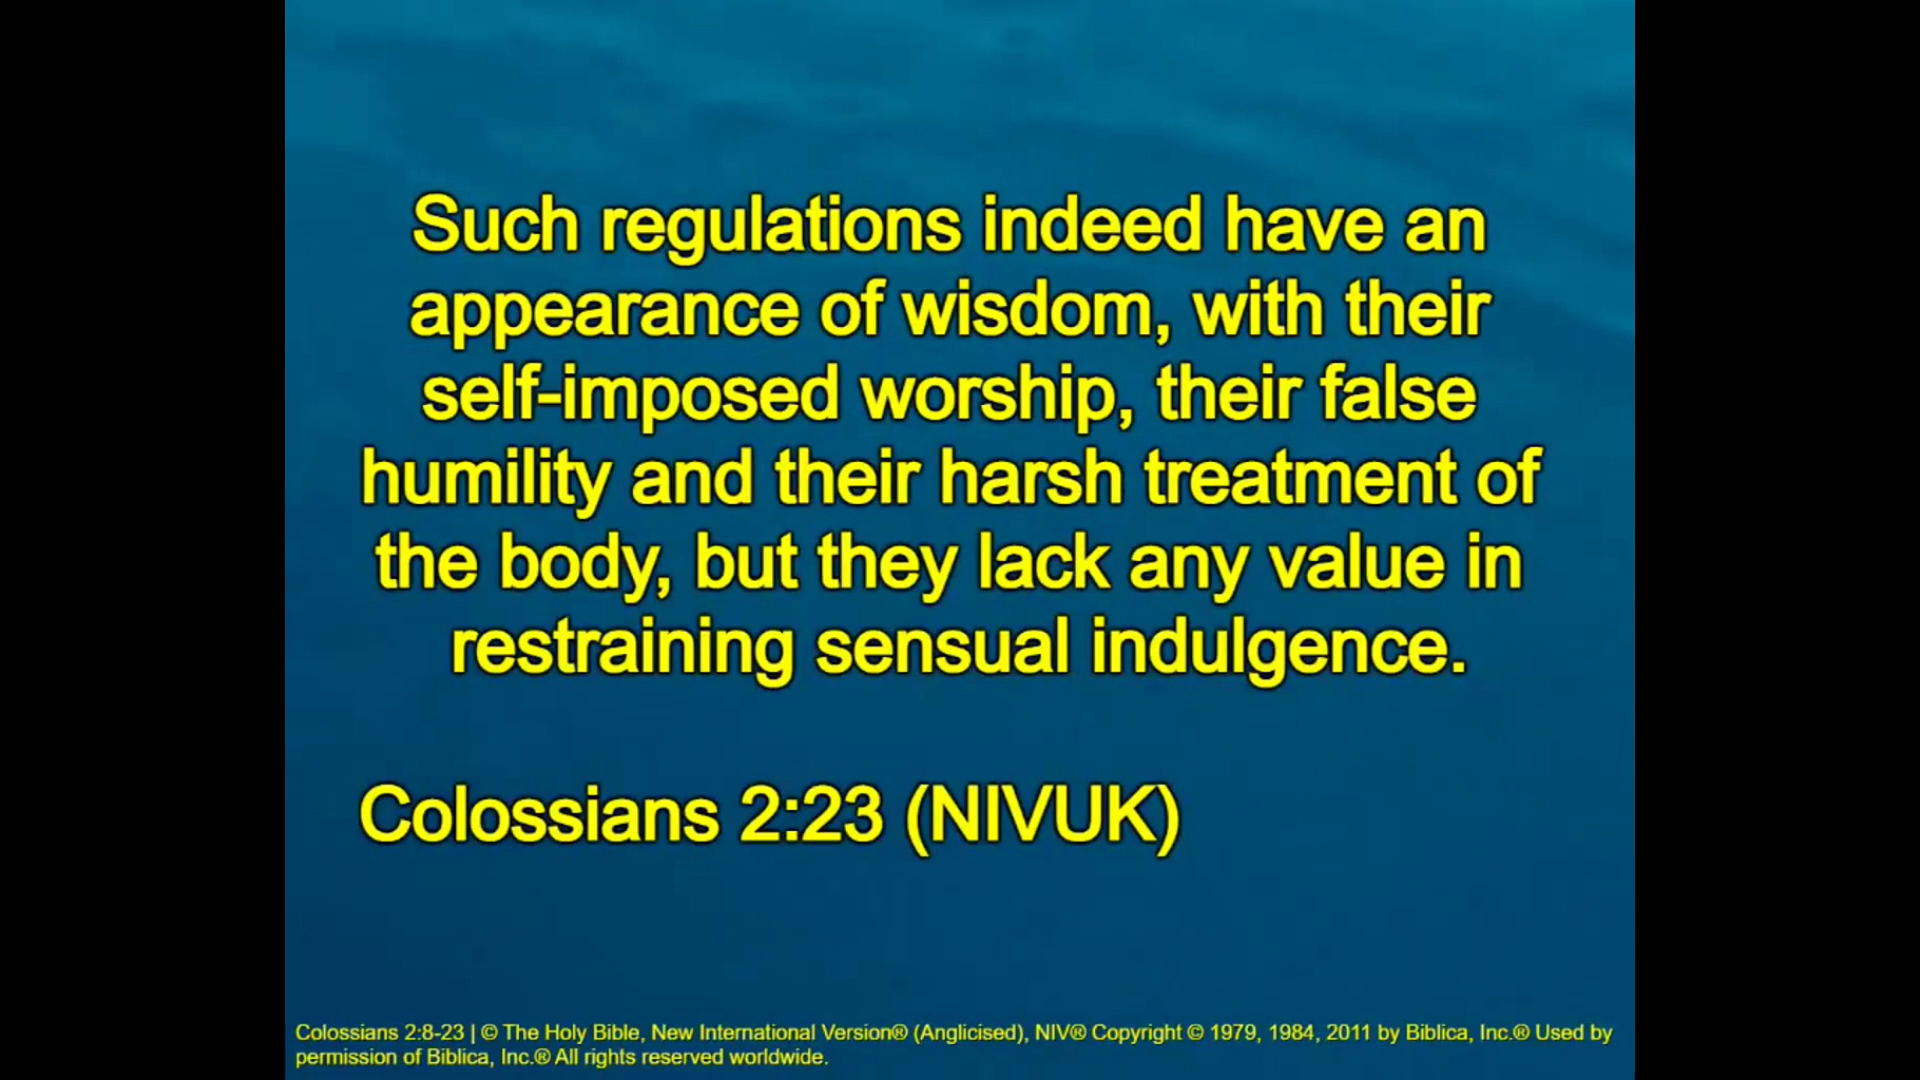 Such regulations indeed have an
appearance of wisdom, with their
self-imposed worship, their false
humility and their harsh treatment of
the body, but they lack any value in
restraining sensual indulgence.
Colossians 2:23 (NIVUK)
Colossians 2:8-23 | © The Holy Bible, New International Version® (Anglicised), NIV® Copyright © 1979, 1984, 2011 by Biblica, Inc.® Used by
permission of Biblica, Inc.® All rights reserved worldwide.